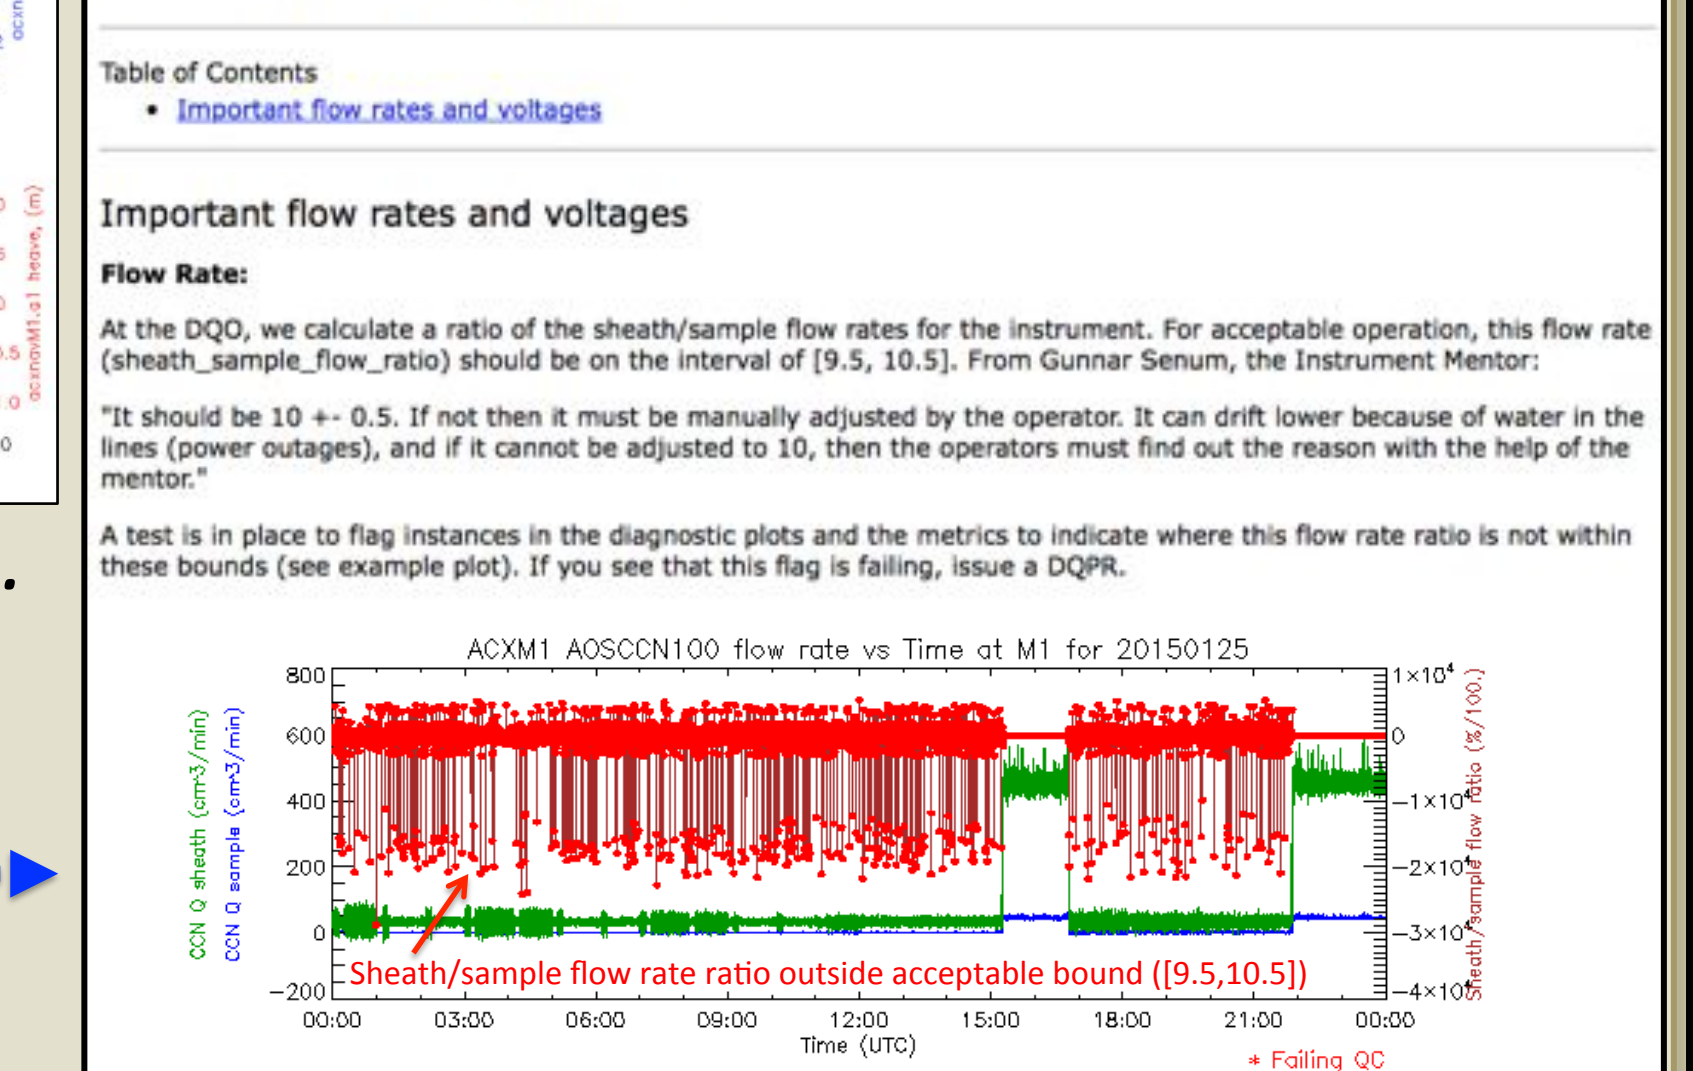 acxn
acxnavM1.a1 heave, (m)
Table of Contents
• Important flow rates and voltages
Important flow rates and voltages
Flow Rate:
At the DQO, we calculate a ratio of the sheath/sample flow rates for the instrument. For acceptable operation, this flow rate
(sheath_sample_flow_ratio) should be on the interval of [9.5, 10.5]. From Gunnar Senum, the Instrument Mentor:
"It should be 10 +- 0.5. If not then it must be manually adjusted by the operator. It can drift lower because of water in the
lines (power outages), and if it cannot be adjusted to 10, then the operators must find out the reason with the help of the
mentor."
A test is in place to flag instances in the diagnostic plots and the metrics to indicate where this flow rate ratio is not within
these bounds (see example plot). If you see that this flag is failing, issue a DQPR.
ACXM1 AOSCCN100 flow rate vs Time at M1 for 20150125
CCN Q sheath (cm^3/min)
CCN Q sample (cm^3/min)
800
600
400
200
0
−200
1×10⁴
0
−1×10⁴
−2×10⁴
−3×10⁴
−4×10⁴
Sheath/sample flow ratio (%/100.)
Sheath/sample flow rate ratio outside acceptable bound ([9.5,10.5])
00:00 03:00 06:00 09:00 12:00 15:00 18:00 21:00 00:00
Time (UTC)
* Failing QC